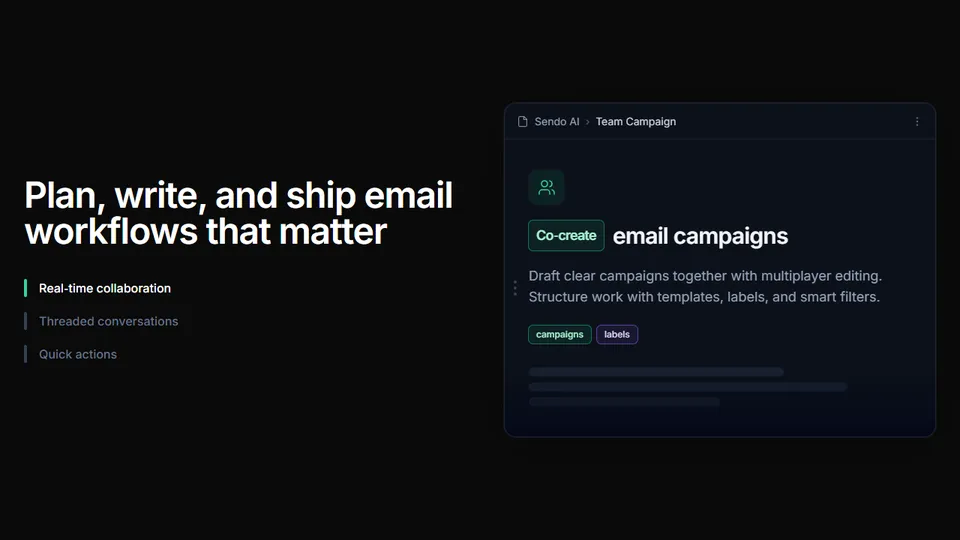 Plan, write, and ship email
workflows that matter
Real-time collaboration
Threaded conversations
Quick actions
Sendo AI › Team Campaign
Co-create email campaigns
Draft clear campaigns together with multiplayer editing.
Structure work with templates, labels, and smart filters.
campaigns labels